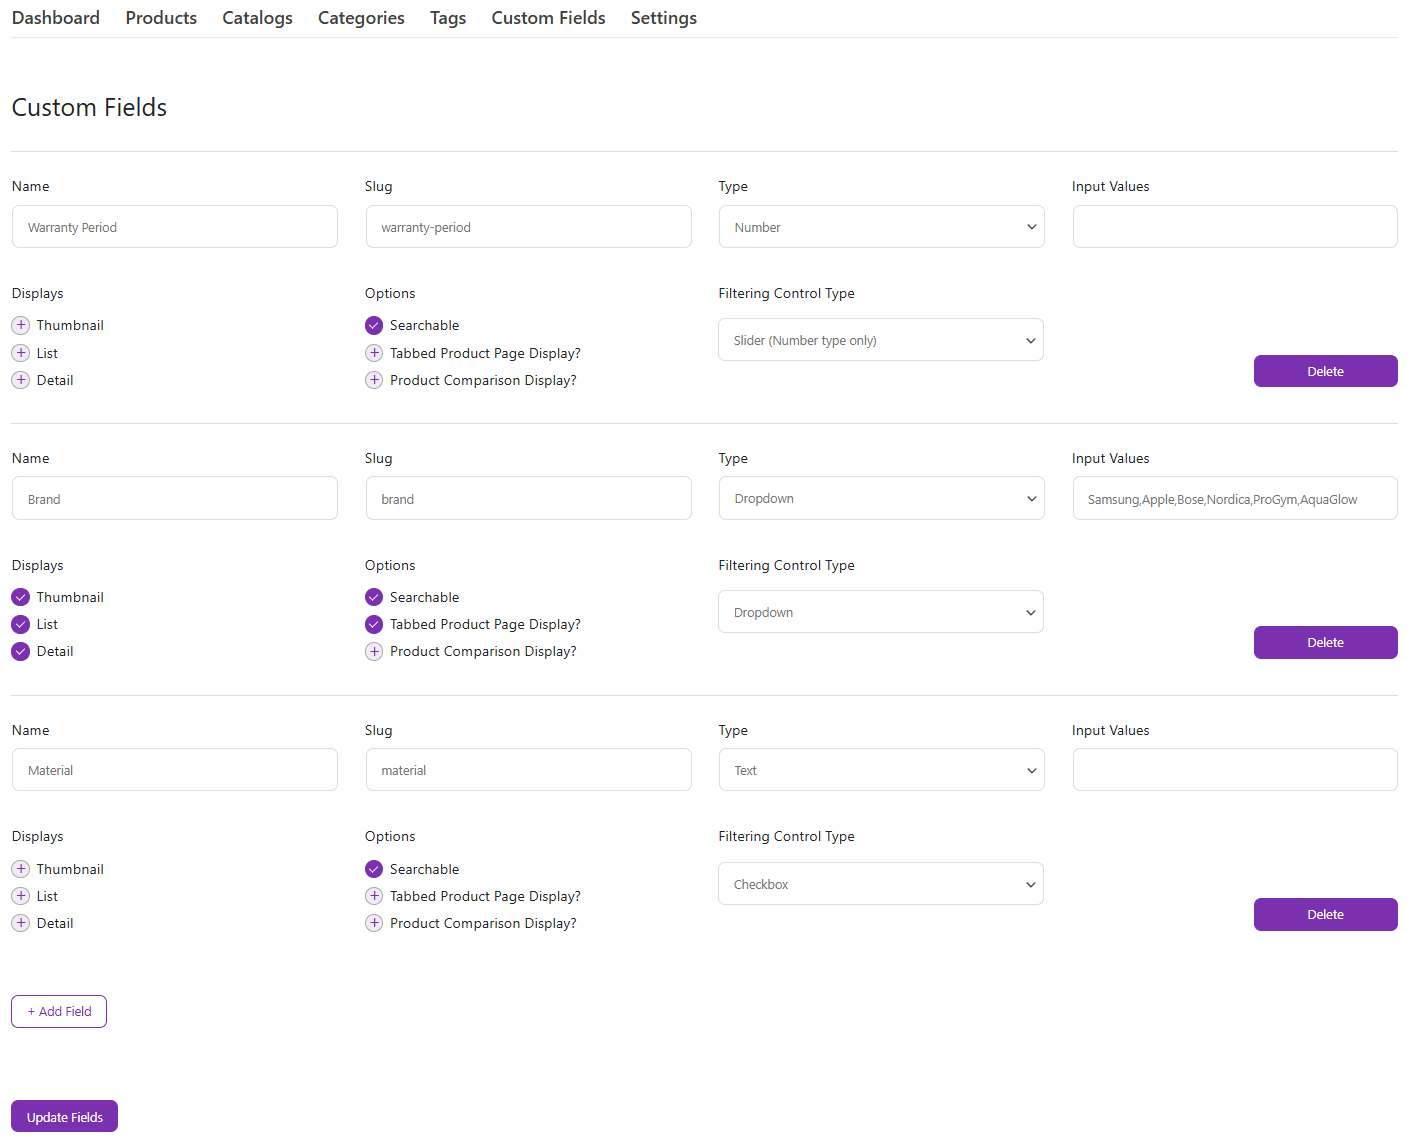 Dashboard Products Catalogs Categories Tags Custom Fields Settings
Custom Fields
Name Slug Type Input Values
Warranty Period warranty-period Number
Displays Options Filtering Control Type
Thumbnail Searchable Slider (Number type only)
List Tabbed Product Page Display?
Detail Product Comparison Display? Delete
Name Slug Type Input Values
Brand brand Dropdown Samsung,Apple,Bose,Nordica,ProGym,AquaGlow
Displays Options Filtering Control Type
Thumbnail Searchable Dropdown
List Tabbed Product Page Display?
Detail Product Comparison Display? Delete
Name Slug Type Input Values
Material material Text
Displays Options Filtering Control Type
Thumbnail Searchable Checkbox
List Tabbed Product Page Display?
Detail Product Comparison Display? Delete
+ Add Field
Update Fields